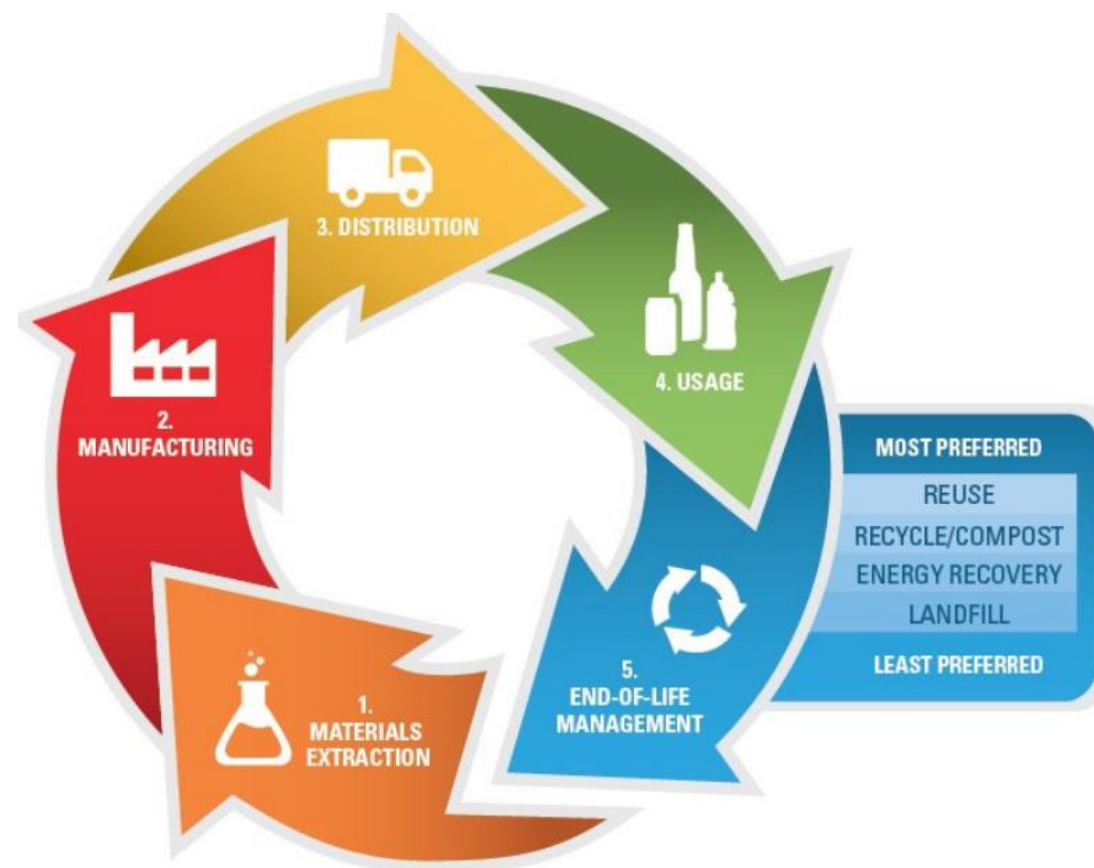 3. DISTRIBUTION
4. USAGE
2.
MANUFACTURING
MOST PREFERRED
REUSE
RECYCLE/COMPOST
ENERGY RECOVERY
LANDFILL
LEAST PREFERRED
5.
END-OF-LIFE
MANAGEMENT
1.
MATERIALS
EXTRACTION